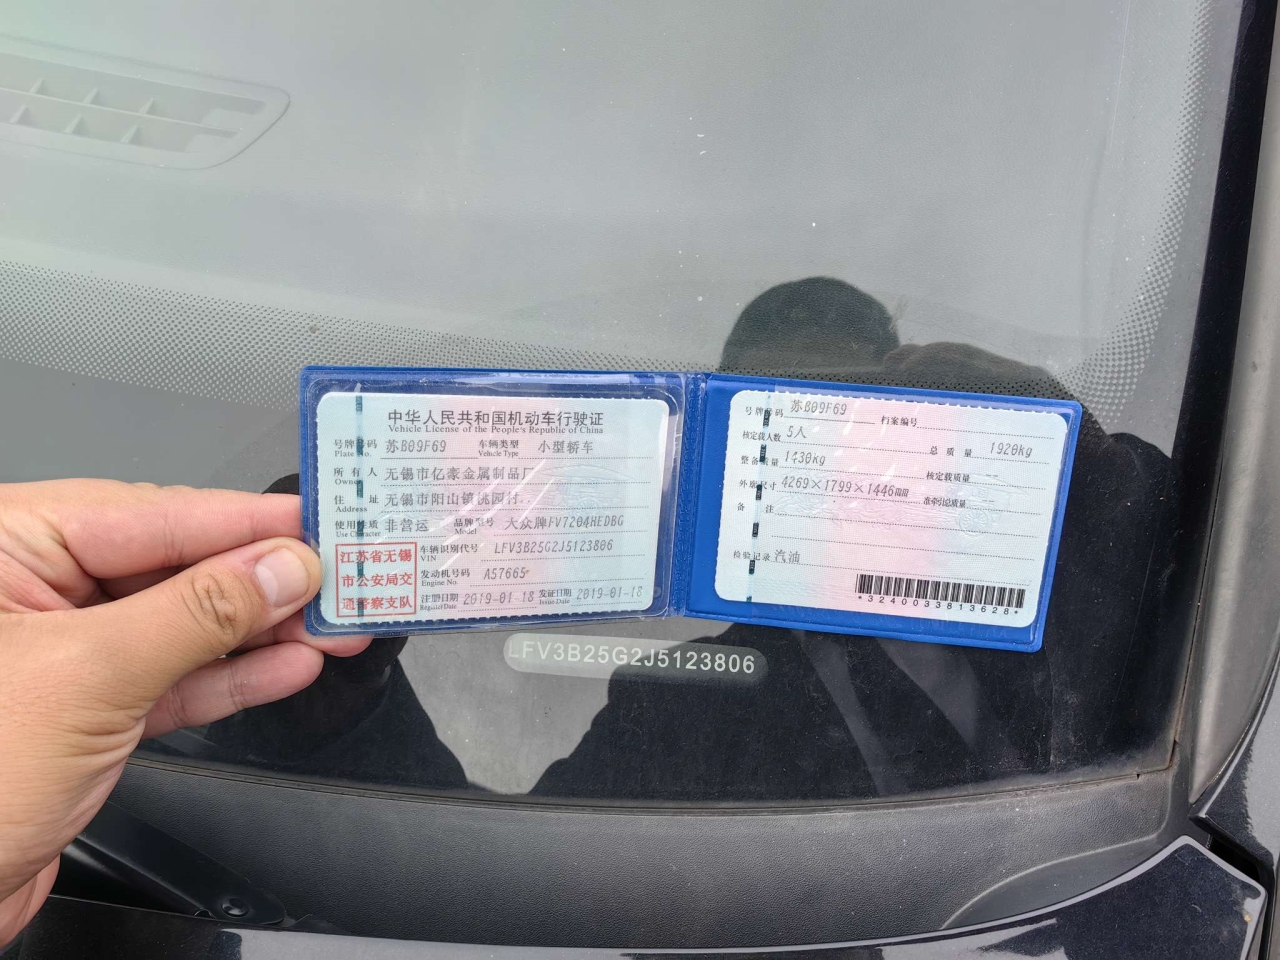 中华人民共和国机动车行驶证
Vehicle License of the People's Republic of China
号牌号码 苏B09F69 车辆类型 小型轿车
Plate No. Vehicle Type
所有人 无锡市亿豪金属制品厂
Owner
住址 无锡市阳山镇桃园村
Address
使用性质 非营运 品牌型号 大众牌FV7204HEDBG
Use Character Model
江苏省无锡
市公安局交
通警察支队
车辆识别代号 LFV3B25G2J5123806
VIN
发动机号码 A57665
Engine No.
注册日期 2019-01-18 发证日期 2019-01-18
Register Date Issue Date
号牌号码 苏B09F69 档案编号
核定载人数 5人 总质量 1920kg
整备质量 1430kg 核定载质量 --
外廓尺寸 4269×1799×1446mm 准牵引总质量 --
备注
检验记录 汽油
*3240033813628*
LFV3B25G2J5123806